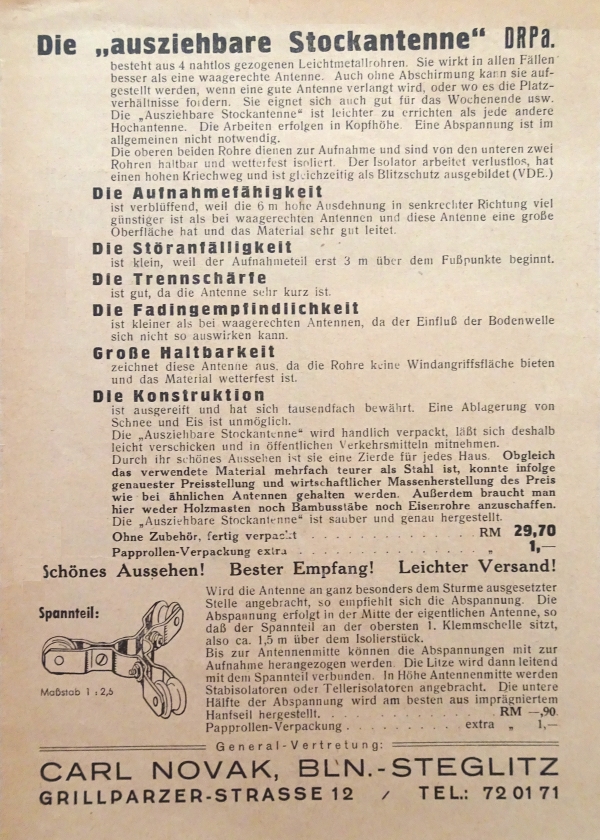 Die „ausziehbare Stockantenne“ DRPa.
besteht aus 4 nahtlos gezogenen Leichtmetallrohren. Sie wirkt in allen Fällen
besser als eine waagerechte Antenne. Auch ohne Abschirmung kann sie auf-
gestellt werden, wenn eine gute Antenne verlangt wird, oder wo es die Platz-
verhältnisse fordern. Sie eignet sich auch gut für das Wochenende usw.
Die „Ausziehbare Stockantenne“ ist leichter zu errichten als jede andere
Hochantenne. Die Arbeiten erfolgen in Kopfhöhe. Eine Abspannung ist im
allgemeinen nicht notwendig.
Die oberen beiden Rohre dienen zur Aufnahme und sind von den unteren zwei
Rohren haltbar und wetterfest isoliert. Der Isolator arbeitet verlustlos, hat
einen hohen Kriechweg und ist gleichzeitig als Blitzschutz ausgebildet (VDE.)
Die Aufnahmefähigkeit
ist verblüffend, weil die 6 m hohe Ausdehnung in senkrechter Richtung viel
günstiger ist als bei waagerechten Antennen und diese Antenne eine große
Oberfläche hat und das Material sehr gut leitet.
Die Störanfälligkeit
ist klein, weil der Aufnahmeteil erst 3 m über dem Fußpunkte beginnt.
Die Trennschärfe
ist gut, da die Antenne sehr kurz ist.
Die Fadingempfindlichkeit
ist kleiner als bei waagerechten Antennen, da der Einfluß der Bodenwelle
sich nicht so auswirken kann.
Große Haltbarkeit
zeichnet diese Antenne aus, da die Rohre keine Windangriffsfläche bieten
und das Material wetterfest ist.
Die Konstruktion
ist ausgereift und hat sich tausendfach bewährt. Eine Ablagerung von
Schnee und Eis ist unmöglich.
Die „Ausziehbare Stockantenne“ wird handlich verpackt, läßt sich deshalb
leicht verschicken und in öffentlichen Verkehrsmitteln mitnehmen.
Durch ihr schönes Aussehen ist sie eine Zierde für jedes Haus. Obgleich
das verwendete Material mehrfach teurer als Stahl ist, konnte infolge
genauester Preisstellung und wirtschaftlicher Massenherstellung des Preis
wie bei ähnlichen Antennen gehalten werden. Außerdem braucht man
hier weder Holzmasten noch Bambusstäbe noch Eisenrohre anzuschaffen.
Die „Ausziehbare Stockantenne“ ist sauber und genau hergestellt.
Ohne Zubehör, fertig verpackt . . . . . . . . . . . . . . RM 29,70
Papprollen-Verpackung extra . . . . . . . . . . . . . . „ 1,—
Schönes Aussehen! Bester Empfang! Leichter Versand!
Wird die Antenne an ganz besonders dem Sturme ausgesetzter
Stelle angebracht, so empfiehlt sich die Abspannung. Die
Abspannung erfolgt in der Mitte der eigentlichen Antenne, so
daß der Spannteil an der obersten 1. Klemmschelle sitzt,
also ca. 1,5 m über dem Isolierstück.
Bis zur Antennenmitte können die Abspannungen mit zur
Aufnahme herangezogen werden. Die Litze wird dann leitend
mit dem Spannteil verbunden. In Höhe Antennenmitte werden
Stabisolatoren oder Tellerisolatoren angebracht. Die untere
Hälfte der Abspannung wird am besten aus imprägniertem
Hanfseil hergestellt. . . . . . . . . . . . . . RM —,90
Papprollen-Verpackung . . . . . . . . . . extra „ 1,—
Spannteil:
Maßstab 1 : 2,6
General-Vertretung:
CARL NOVAK, BLN.-STEGLITZ
GRILLPARZER-STRASSE 12 / TEL.: 72 01 71